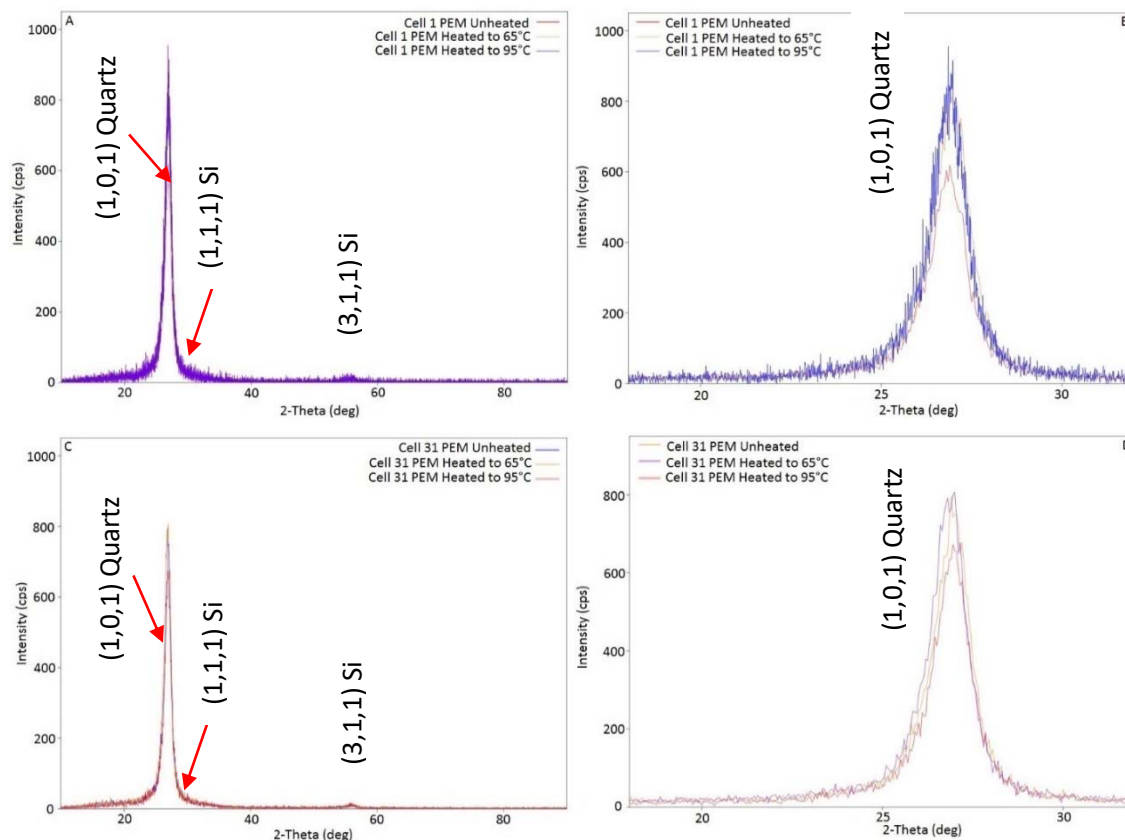 A
Cell 1 PEM Unheated
Cell 1 PEM Heated to 65°C
Cell 1 PEM Heated to 95°C
1000
800
600
400
200
0
Intensity (cps)
(1,0,1) Quartz
(1,1,1) Si
(3,1,1) Si
20
40
60
80
2-Theta (deg)
Cell 1 PEM Unheated
Cell 1 PEM Heated to 65°C
Cell 1 PEM Heated to 95°C
1000
800
600
400
200
0
Intensity (cps)
(1,0,1) Quartz
20
25
30
2-Theta (deg)
C
Cell 31 PEM Unheated
Cell 31 PEM Heated to 65°C
Cell 31 PEM Heated to 95°C
1000
800
600
400
200
0
Intensity (cps)
(1,0,1) Quartz
(1,1,1) Si
(3,1,1) Si
20
40
60
80
2-Theta (deg)
Cell 31 PEM Unheated
Cell 31 PEM Heated to 65°C
Cell 31 PEM Heated to 95°C
800
600
400
200
0
Intensity (cps)
(1,0,1) Quartz
20
25
30
2-Theta (deg)